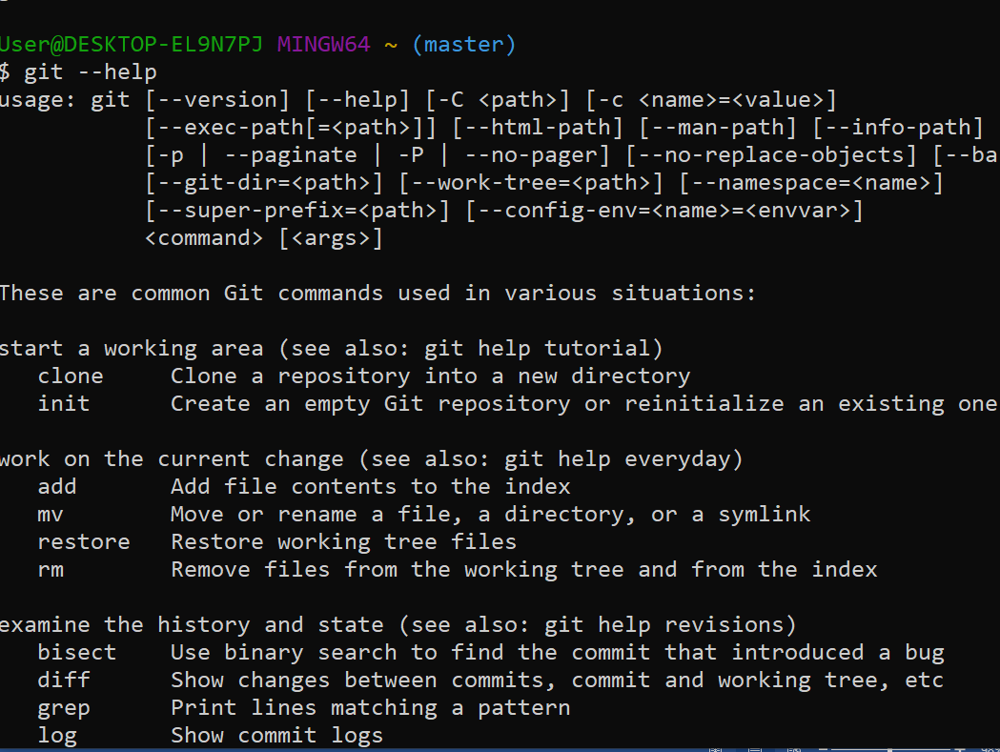 User@DESKTOP-EL9N7PJ MINGW64 ~ (master)
$ git --help
usage: git [--version] [--help] [-C <path>] [-c <name>=<value>]
           [--exec-path[=<path>]] [--html-path] [--man-path] [--info-path]
           [-p | --paginate | -P | --no-pager] [--no-replace-objects] [--ba
           [--git-dir=<path>] [--work-tree=<path>] [--namespace=<name>]
           [--super-prefix=<path>] [--config-env=<name>=<envvar>]
           <command> [<args>]

These are common Git commands used in various situations:

start a working area (see also: git help tutorial)
   clone     Clone a repository into a new directory
   init      Create an empty Git repository or reinitialize an existing one

work on the current change (see also: git help everyday)
   add       Add file contents to the index
   mv        Move or rename a file, a directory, or a symlink
   restore   Restore working tree files
   rm        Remove files from the working tree and from the index

examine the history and state (see also: git help revisions)
   bisect    Use binary search to find the commit that introduced a bug
   diff      Show changes between commits, commit and working tree, etc
   grep      Print lines matching a pattern
   log       Show commit logs